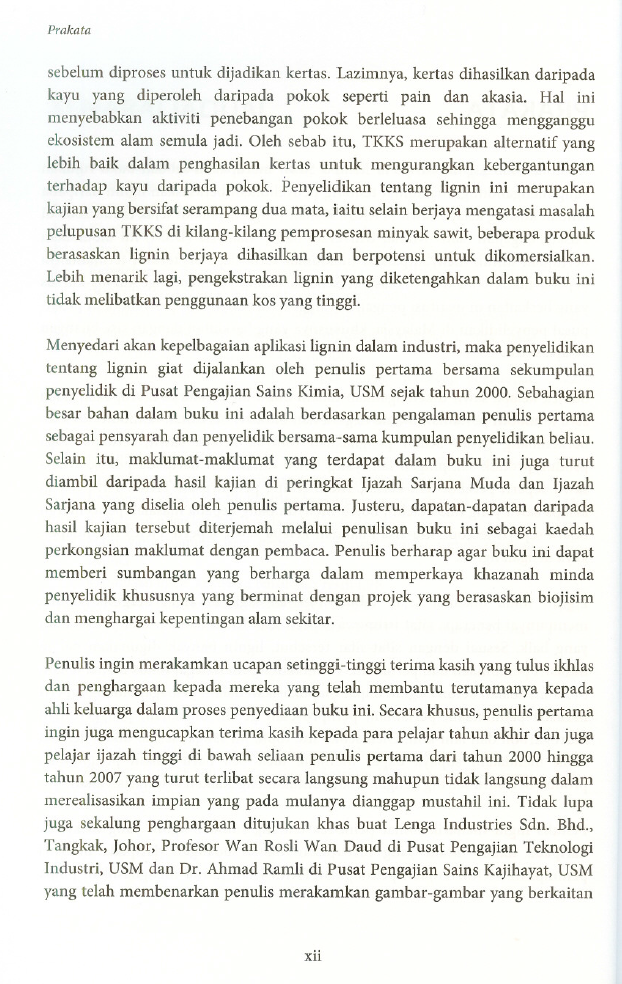 Prakata
sebelum diproses untuk dijadikan kertas. Lazimnya, kertas dihasilkan daripada
kayu yang diperoleh daripada pokok seperti pain dan akasia. Hal ini
menyebabkan aktiviti penebangan pokok berleluasa sehingga mengganggu
ekosistem alam semula jadi. Oleh sebab itu, TKKS merupakan alternatif yang
lebih baik dalam penghasilan kertas untuk mengurangkan kebergantungan
terhadap kayu daripada pokok. Penyelidikan tentang lignin ini merupakan
kajian yang bersifat serampang dua mata, iaitu selain berjaya mengatasi masalah
pelupusan TKKS di kilang-kilang pemprosesan minyak sawit, beberapa produk
berasaskan lignin berjaya dihasilkan dan berpotensi untuk dikomersialkan.
Lebih menarik lagi, pengekstrakan lignin yang diketengahkan dalam buku ini
tidak melibatkan penggunaan kos yang tinggi.
Menyedari akan kepelbagaian aplikasi lignin dalam industri, maka penyelidikan
tentang lignin giat dijalankan oleh penulis pertama bersama sekumpulan
penyelidik di Pusat Pengajian Sains Kimia, USM sejak tahun 2000. Sebahagian
besar bahan dalam buku ini adalah berdasarkan pengalaman penulis pertama
sebagai pensyarah dan penyelidik bersama-sama kumpulan penyelidikan beliau.
Selain itu, maklumat-maklumat yang terdapat dalam buku ini juga turut
diambil daripada hasil kajian di peringkat Ijazah Sarjana Muda dan Ijazah
Sarjana yang diselia oleh penulis pertama. Justeru, dapatan-dapatan daripada
hasil kajian tersebut diterjemah melalui penulisan buku ini sebagai kaedah
perkongsian maklumat dengan pembaca. Penulis berharap agar buku ini dapat
memberi sumbangan yang berharga dalam memperkaya khazanah minda
penyelidik khususnya yang berminat dengan projek yang berasaskan biojisim
dan menghargai kepentingan alam sekitar.
Penulis ingin merakamkan ucapan setinggi-tinggi terima kasih yang tulus ikhlas
dan penghargaan kepada mereka yang telah membantu terutamanya kepada
ahli keluarga dalam proses penyediaan buku ini. Secara khusus, penulis pertama
ingin juga mengucapkan terima kasih kepada para pelajar tahun akhir dan juga
pelajar ijazah tinggi di bawah seliaan penulis pertama dari tahun 2000 hingga
tahun 2007 yang turut terlibat secara langsung mahupun tidak langsung dalam
merealisasikan impian yang pada mulanya dianggap mustahil ini. Tidak lupa
juga sekalung penghargaan ditujukan khas buat Lenga Industries Sdn. Bhd.,
Tangkak, Johor, Profesor Wan Rosli Wan Daud di Pusat Pengajian Teknologi
Industri, USM dan Dr. Ahmad Ramli di Pusat Pengajian Sains Kajihayat, USM
yang telah membenarkan penulis merakamkan gambar-gambar yang berkaitan
xii